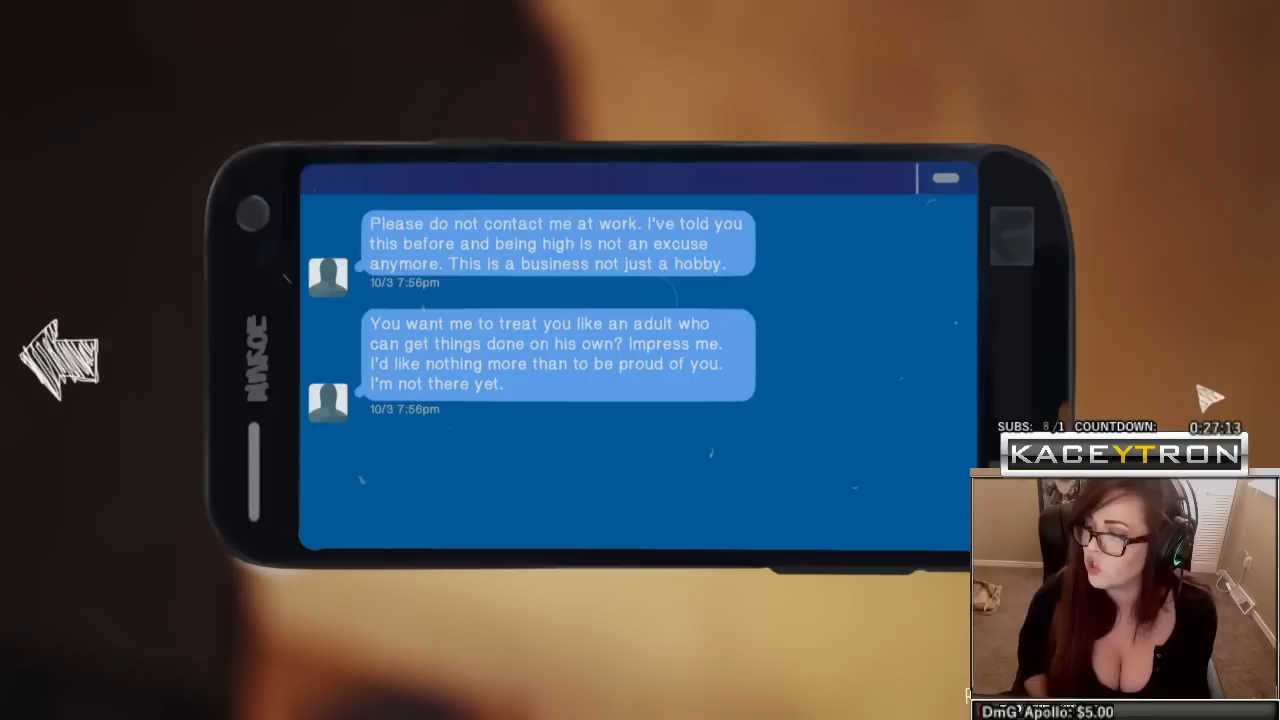 Please do not contact me at work. I've told you
this before and being high is not an excuse
anymore. This is a business not just a hobby.
10/3 7:56pm
You want me to treat you like an adult who
can get things done on his own? Impress me.
I'd like nothing more than to be proud of you.
I'm not there yet.
10/3 7:56pm
SUBS: 8/1 COUNTDOWN: 0:27:13
KACEYTRON
DmG Apollo: $5.00